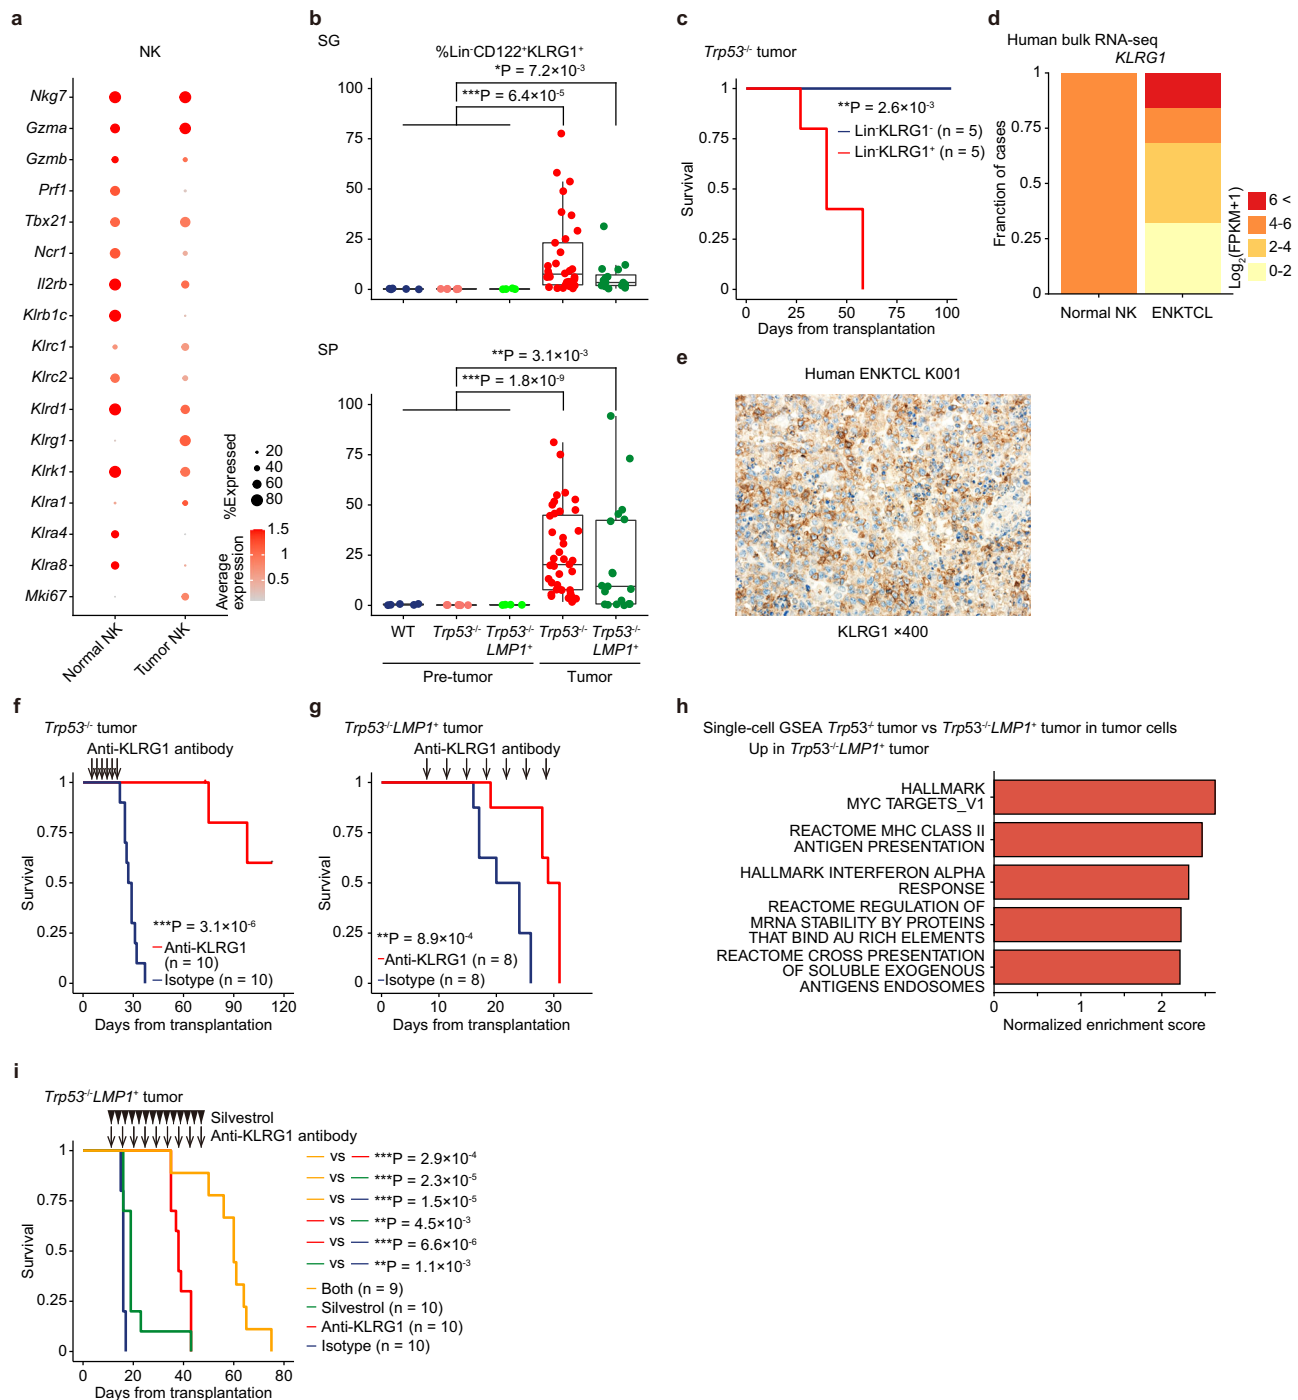 a
NK
Nkg7
Gzma
Gzmb
Prf1
Tbx21
Ncr1
Il2rb
Klrb1c
Klrc1
Klrc2
Klrd1
Klrg1
Klrk1
Klra1
Klra4
Klra8
Mki67
Normal NK
Tumor NK
%Expressed
20
40
60
80
Average expression
1.5
1
0.5
b
SG
%Lin⁻CD122⁺KLRG1⁺
*P = 7.2×10⁻³
***P = 6.4×10⁻⁵
100
75
50
25
0
SP
**P = 3.1×10⁻³
***P = 1.8×10⁻⁹
100
75
50
25
0
WT
Trp53⁻/⁻
Trp53⁻/⁻ LMP1⁺
Trp53⁻/⁻
Trp53⁻/⁻ LMP1⁺
Pre-tumor
Tumor
c
Trp53⁻/⁻ tumor
**P = 2.6×10⁻³
Lin⁻KLRG1⁻ (n = 5)
Lin⁻KLRG1⁺ (n = 5)
Survival
1
0.75
0.5
0.25
0
0 25 50 75 100
Days from transplantation
d
Human bulk RNA-seq
KLRG1
Franction of cases
1
0.75
0.5
0.25
0
Normal NK
ENKTCL
Log₂(FPKM+1)
6 <
4-6
2-4
0-2
e
Human ENKTCL K001
KLRG1 ×400
f
Trp53⁻/⁻ tumor
Anti-KLRG1 antibody
Survival
1
0.75
0.5
0.25
0
***P = 3.1×10⁻⁶
Anti-KLRG1
(n = 10)
Isotype (n = 10)
0 30 60 90 120
Days from transplantation
g
Trp53⁻/⁻LMP1⁺ tumor
Anti-KLRG1 antibody
Survival
1
0.75
0.5
0.25
0
**P = 8.9×10⁻⁴
Anti-KLRG1 (n = 8)
Isotype (n = 8)
0 10 20 30
Days from transplantation
h
Single-cell GSEA Trp53⁻/ tumor vs Trp53⁻/⁻LMP1⁺ tumor in tumor cells
Up in Trp53⁻/⁻LMP1⁺ tumor
HALLMARK
MYC TARGETS_V1
REACTOME MHC CLASS II
ANTIGEN PRESENTATION
HALLMARK INTERFERON ALPHA
RESPONSE
REACTOME REGULATION OF
MRNA STABILITY BY PROTEINS
THAT BIND AU RICH ELEMENTS
REACTOME CROSS PRESENTATION
OF SOLUBLE EXOGENOUS
ANTIGENS ENDOSOMES
0 1 2
Normalized enrichment score
i
Trp53⁻/⁻LMP1⁺ tumor
Silvestrol
Anti-KLRG1 antibody
Survival
1
0.75
0.5
0.25
0
0 20 40 60 80
Days from transplantation
vs ***P = 2.9×10⁻⁴
vs ***P = 2.3×10⁻⁵
vs ***P = 1.5×10⁻⁵
vs **P = 4.5×10⁻³
vs ***P = 6.6×10⁻⁶
vs **P = 1.1×10⁻³
Both (n = 9)
Silvestrol (n = 10)
Anti-KLRG1 (n = 10)
Isotype (n = 10)